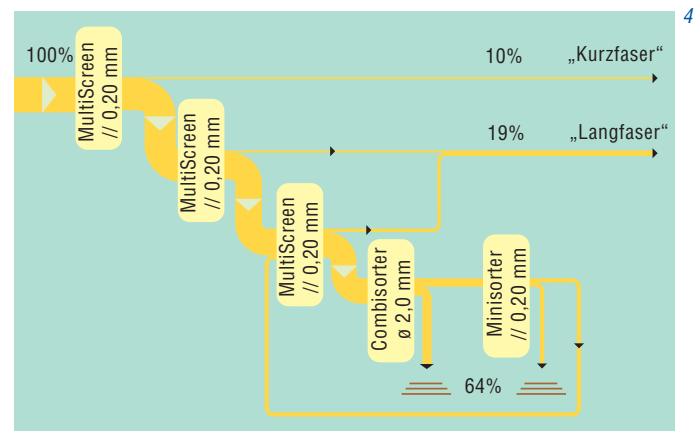 4
100%
MultiScreen
// 0,20 mm
10%
„Kurzfaser“
MultiScreen
// 0,20 mm
19%
„Langfaser“
MultiScreen
// 0,20 mm
Combisorter
ø 2,0 mm
Minisorter
// 0,20 mm
64%